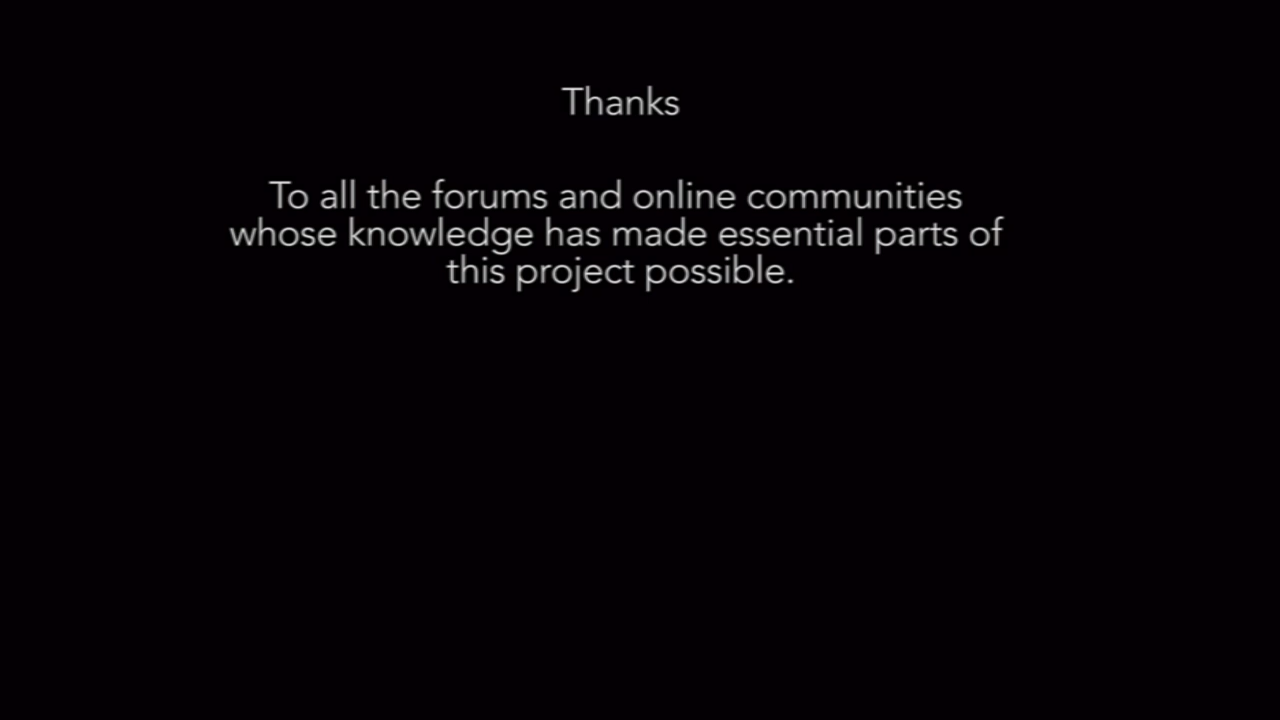 Thanks
To all the forums and online communities
whose knowledge has made essential parts of
this project possible.